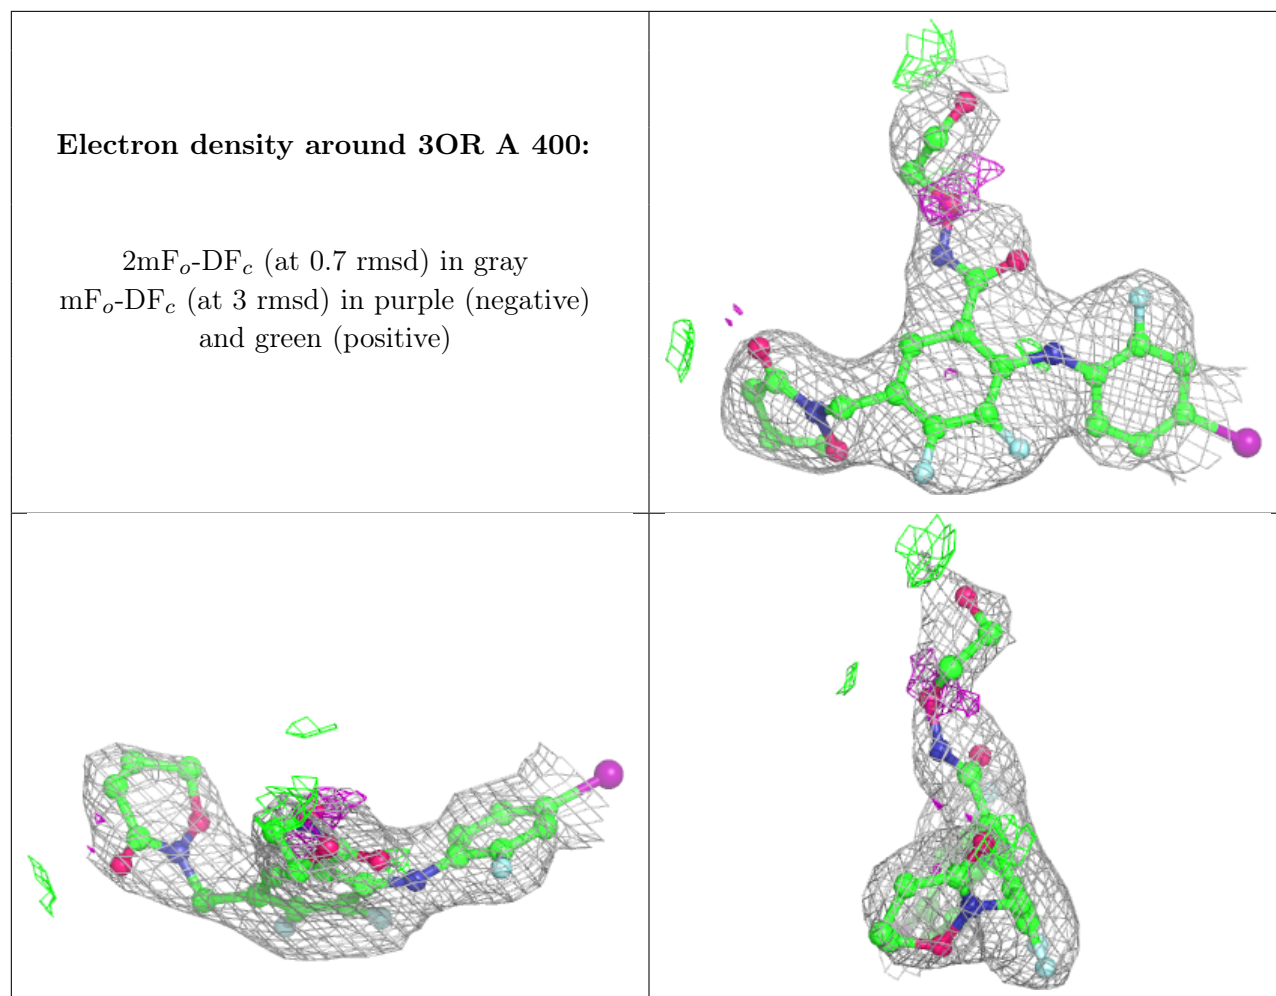 Electron density around 3OR A 400:
2mFo-DFc (at 0.7 rmsd) in gray
mFo-DFc (at 3 rmsd) in purple (negative)
and green (positive)